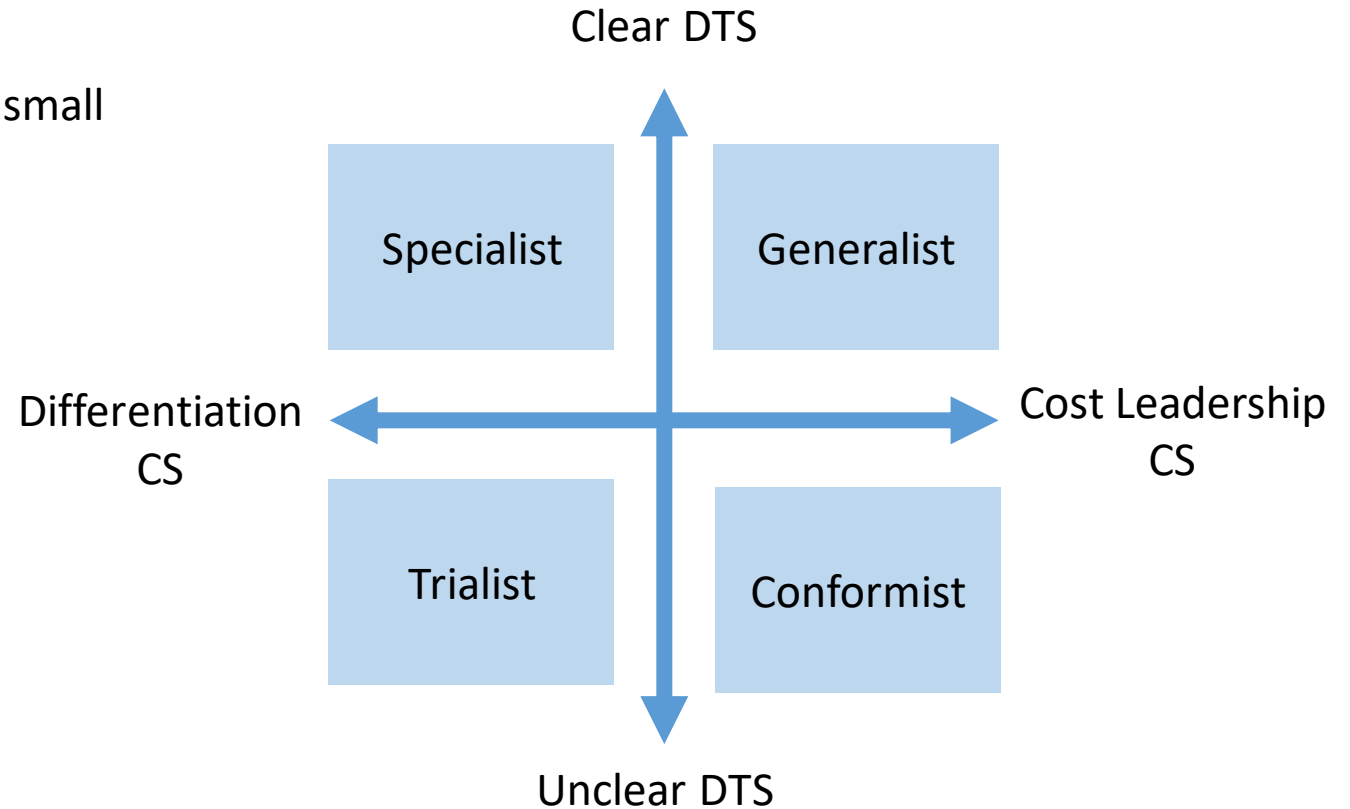 Clear DTS
small
Specialist
Generalist
Differentiation
CS
Cost Leadership
CS
Trialist
Conformist
Unclear DTS